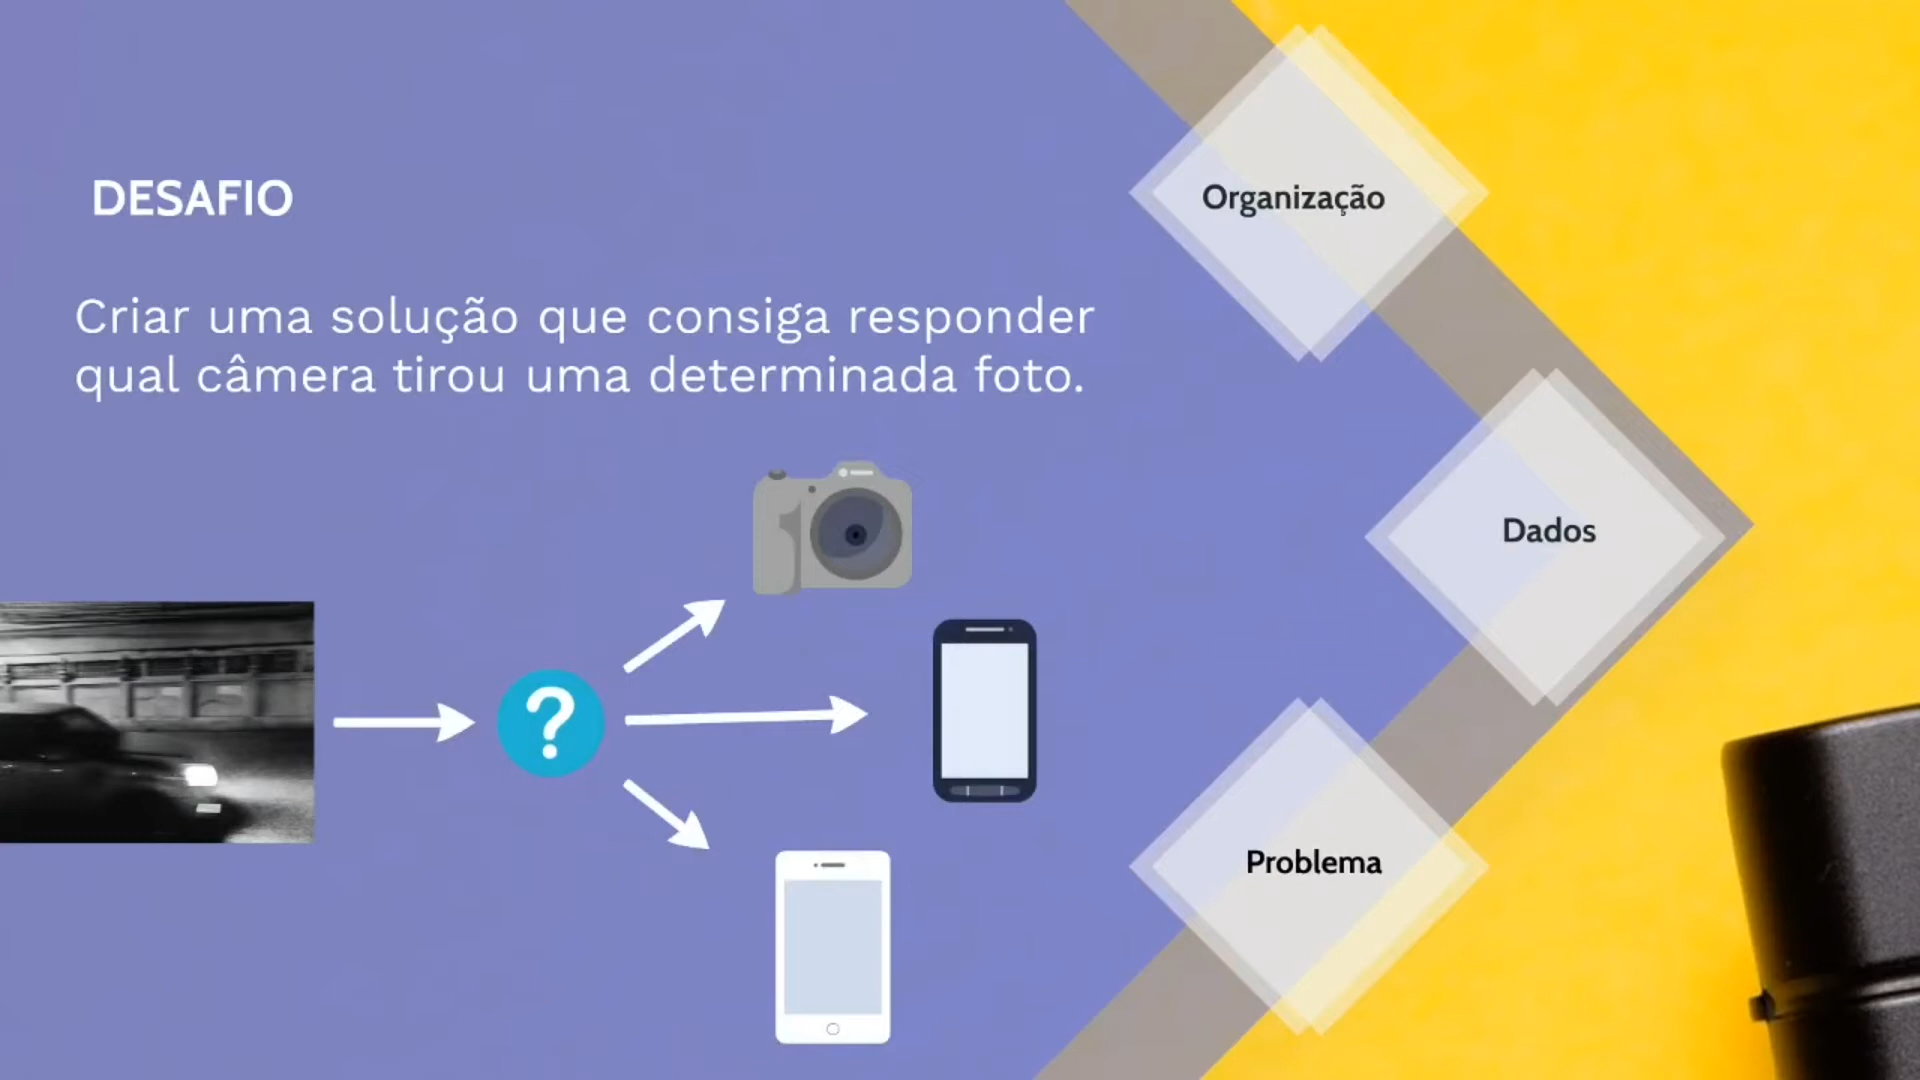 DESAFIO
Criar uma solução que consiga responder
qual câmera tirou uma determinada foto.
?
Organização
Dados
Problema